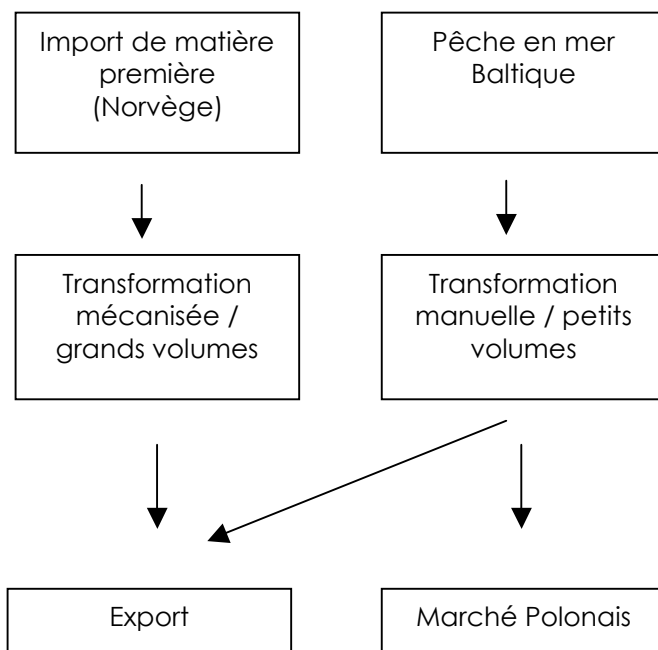 Import de matière
première
(Norvège)
Pêche en mer
Baltique
Transformation
mécanisée /
grands volumes
Transformation
manuelle / petits
volumes
Export
Marché Polonais